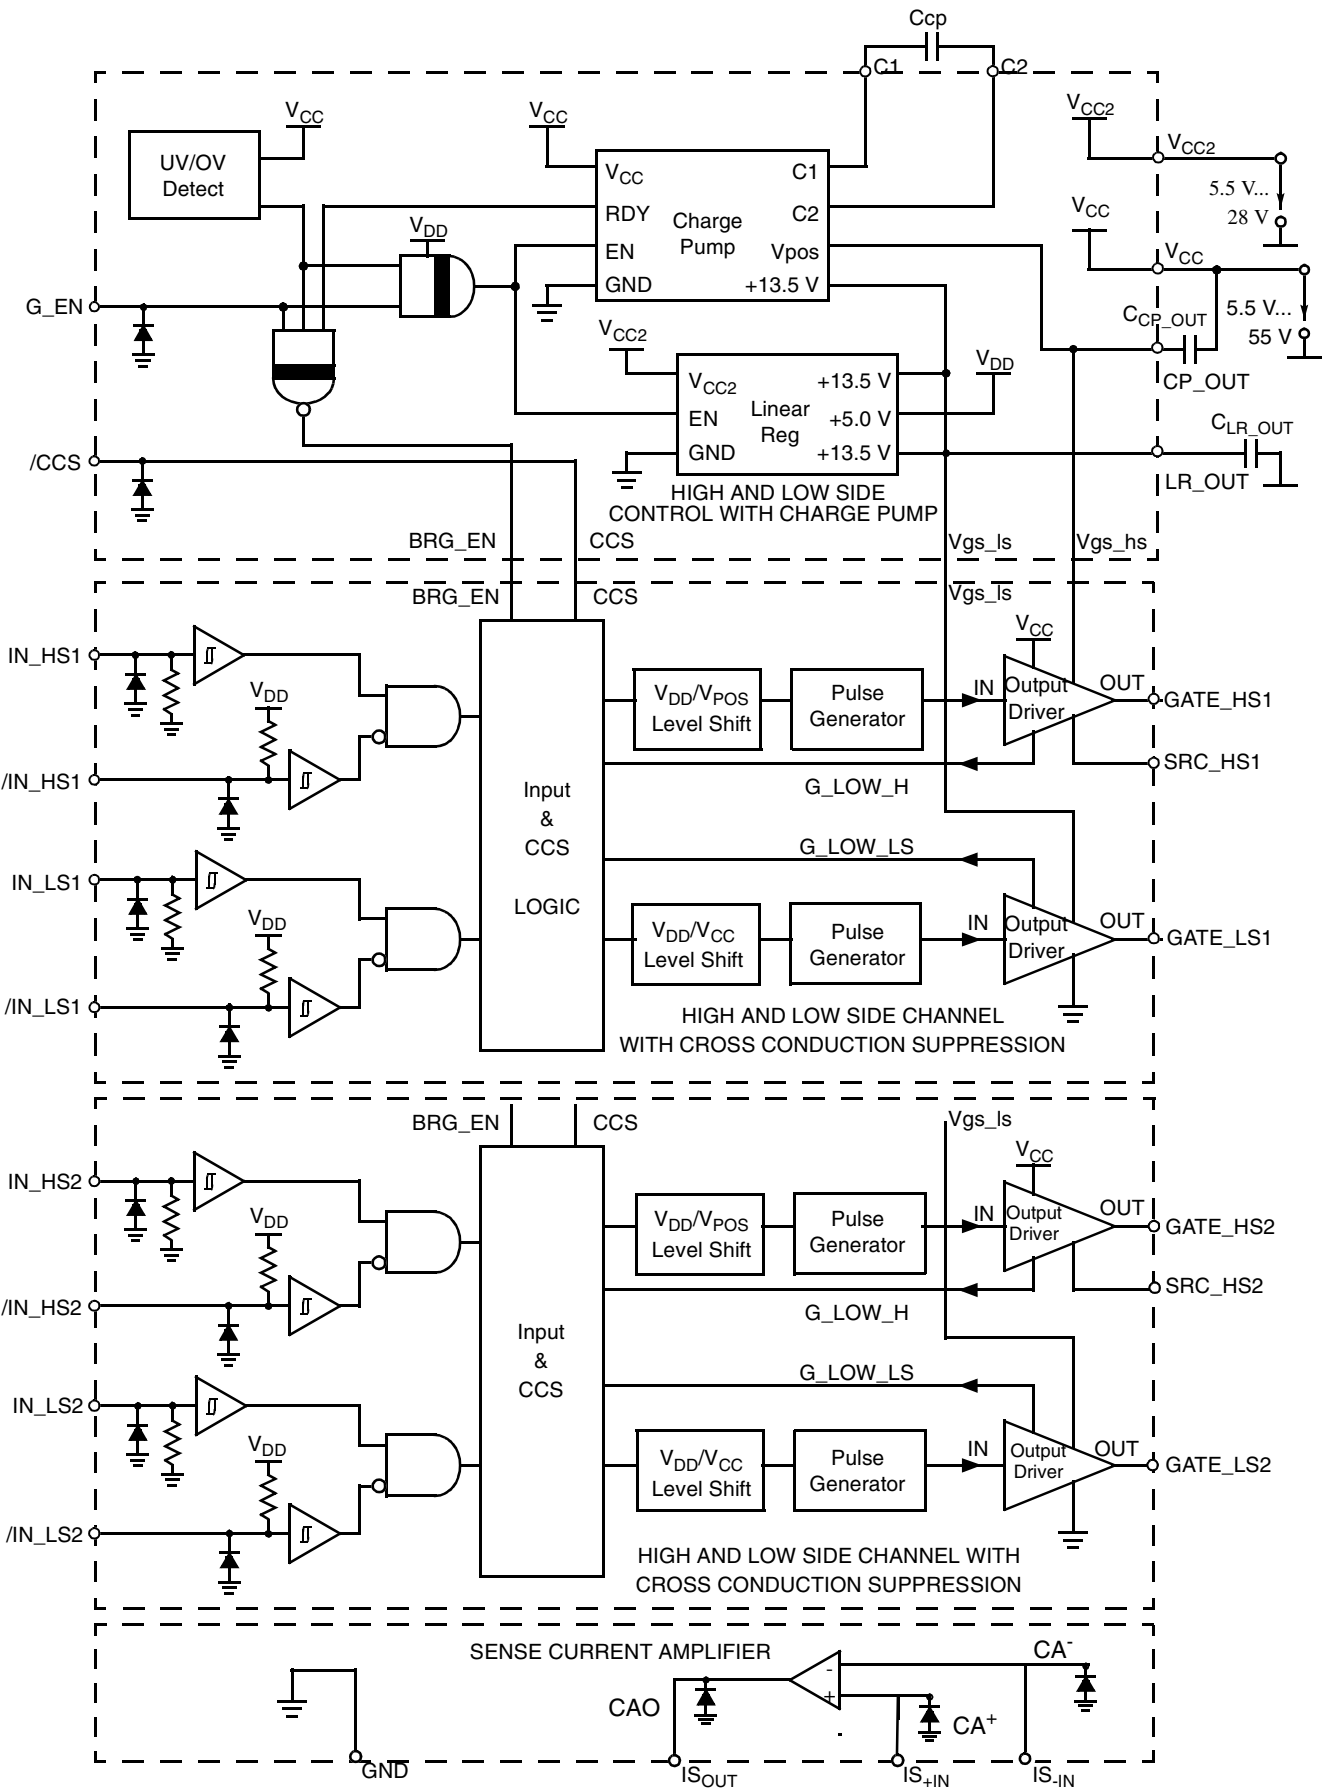 Ccp
C1
C2
VCC
VCC
VCC2
UV/OV
Detect
VCC2
VCC
C1
5.5 V...
28 V
RDY
C2
Charge
Pump
VDD
VCC
EN
Vpos
VCC
GND
+13.5 V
G_EN
CCP_OUT
5.5 V...
55 V
VCC2
VDD
CP_OUT
VCC2
+13.5 V
EN
Linear
Reg
+5.0 V
GND
+13.5 V
CLR_OUT
/CCS
LR_OUT
HIGH AND LOW SIDE
CONTROL WITH CHARGE PUMP
BRG_EN
CCS
Vgs_ls
Vgs_hs
BRG_EN
CCS
Vgs_ls
IN_HS1
VCC
VDD
VDD/VPOS
Level Shift
Pulse
Generator
IN
Output
Driver
OUT
GATE_HS1
SRC_HS1
/IN_HS1
G_LOW_H
Input
&
CCS
LOGIC
G_LOW_LS
IN_LS1
VDD
VDD/VCC
Level Shift
Pulse
Generator
IN
Output
Driver
OUT
GATE_LS1
/IN_LS1
HIGH AND LOW SIDE CHANNEL
WITH CROSS CONDUCTION SUPPRESSION
BRG_EN
CCS
Vgs_ls
VCC
IN_HS2
VDD
VDD/VPOS
Level Shift
Pulse
Generator
IN
Output
Driver
OUT
GATE_HS2
SRC_HS2
/IN_HS2
G_LOW_H
Input
&
CCS
G_LOW_LS
IN_LS2
VDD
VDD/VCC
Level Shift
Pulse
Generator
IN
Output
Driver
OUT
GATE_LS2
/IN_LS2
HIGH AND LOW SIDE CHANNEL WITH
CROSS CONDUCTION SUPPRESSION
SENSE CURRENT AMPLIFIER
CA-
-
+
CAO
CA+
GND
ISOUT
IS+IN
IS-IN